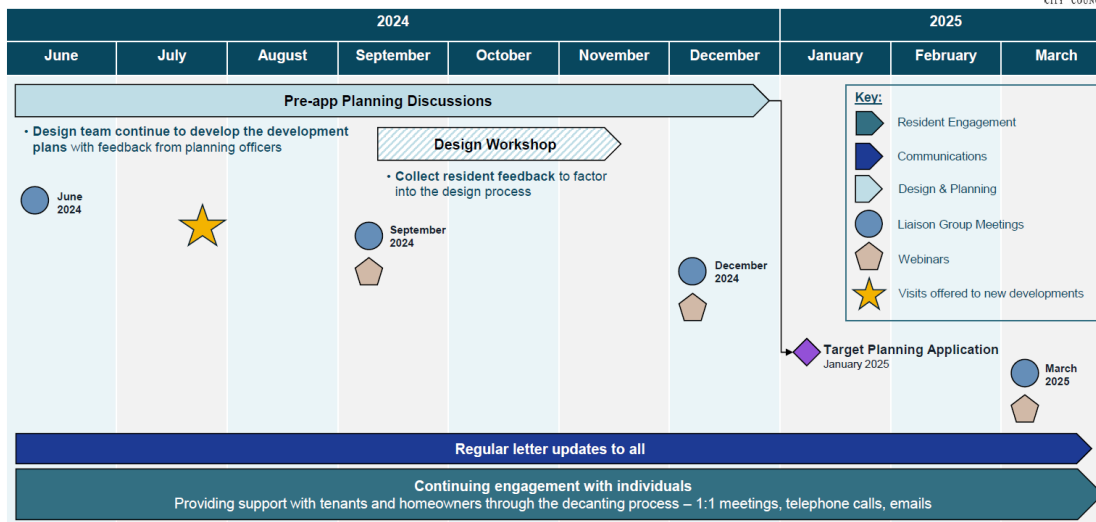 2024
2025
June
July
August
September
October
November
December
January
February
March
Pre-app Planning Discussions
• Design team continue to develop the development
plans with feedback from planning officers
Design Workshop
• Collect resident feedback to factor
into the design process
June
2024
September
2024
December
2024
Key:
Resident Engagement
Communications
Design & Planning
Liaison Group Meetings
Webinars
Visits offered to new developments
Target Planning Application
January 2025
March
2025
Regular letter updates to all
Continuing engagement with individuals
Providing support with tenants and homeowners through the decanting process – 1:1 meetings, telephone calls, emails